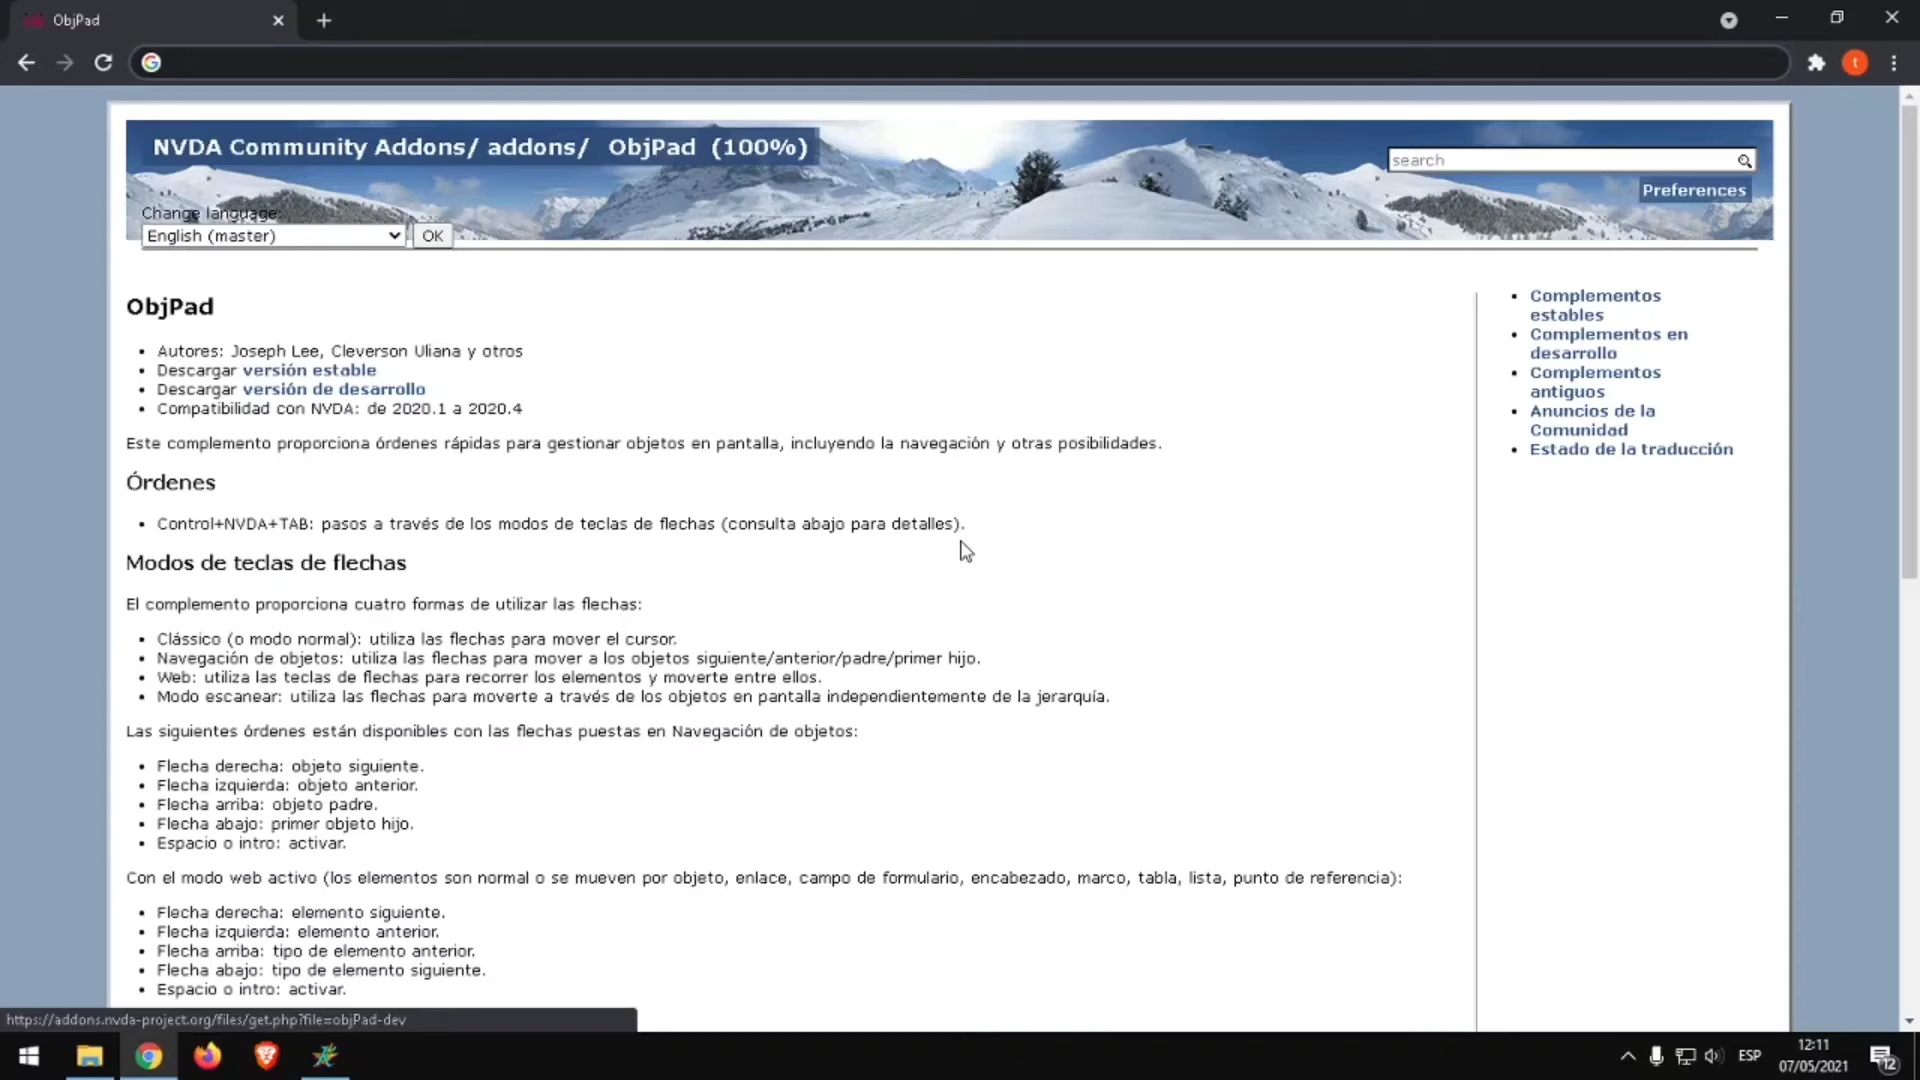 ObjPad
NVDA Community Addons/ addons/ ObjPad (100%)
search
Preferences
Change language:
English (master)
OK
ObjPad
• Autores: Joseph Lee, Cleverson Uliana y otros
• Descargar versión estable
• Descargar versión de desarrollo
• Compatibilidad con NVDA: de 2020.1 a 2020.4
Este complemento proporciona órdenes rápidas para gestionar objetos en pantalla, incluyendo la navegación y otras posibilidades.
Órdenes
• Control+NVDA+TAB: pasos a través de los modos de teclas de flechas (consulta abajo para detalles).
Modos de teclas de flechas
El complemento proporciona cuatro formas de utilizar las flechas:
• Clássico (o modo normal): utiliza las flechas para mover el cursor.
• Navegación de objetos: utiliza las flechas para mover a los objetos siguiente/anterior/padre/primer hijo.
• Web: utiliza las teclas de flechas para recorrer los elementos y moverte entre ellos.
• Modo escanear: utiliza las flechas para moverte a través de los objetos en pantalla independientemente de la jerarquía.
Las siguientes órdenes están disponibles con las flechas puestas en Navegación de objetos:
• Flecha derecha: objeto siguiente.
• Flecha izquierda: objeto anterior.
• Flecha arriba: objeto padre.
• Flecha abajo: primer objeto hijo.
• Espacio o intro: activar.
Con el modo web activo (los elementos son normal o se mueven por objeto, enlace, campo de formulario, encabezado, marco, tabla, lista, punto de referencia):
• Flecha derecha: elemento siguiente.
• Flecha izquierda: elemento anterior.
• Flecha arriba: tipo de elemento anterior.
• Flecha abajo: tipo de elemento siguiente.
• Espacio o intro: activar.
• Complementos
estables
• Complementos en
desarrollo
• Complementos
antiguos
• Anuncios de la
Comunidad
• Estado de la traducción
https://addons.nvda-project.org/files/get.php?file=objPad-dev
t
ESP
12:11
07/05/2021
12